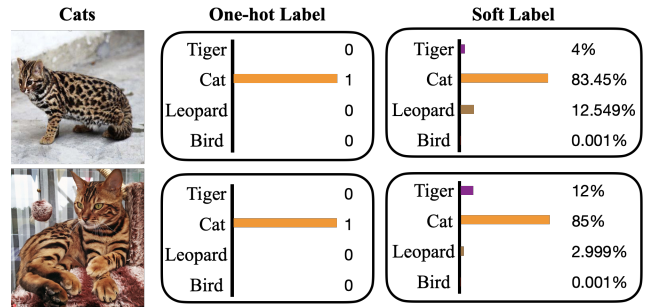 Cats One-hot Label Soft Label
Tiger 0 Tiger 4%
Cat 1 Cat 83.45%
Leopard 0 Leopard 12.549%
Bird 0 Bird 0.001%
Tiger 0 Tiger 12%
Cat 1 Cat 85%
Leopard 0 Leopard 2.999%
Bird 0 Bird 0.001%